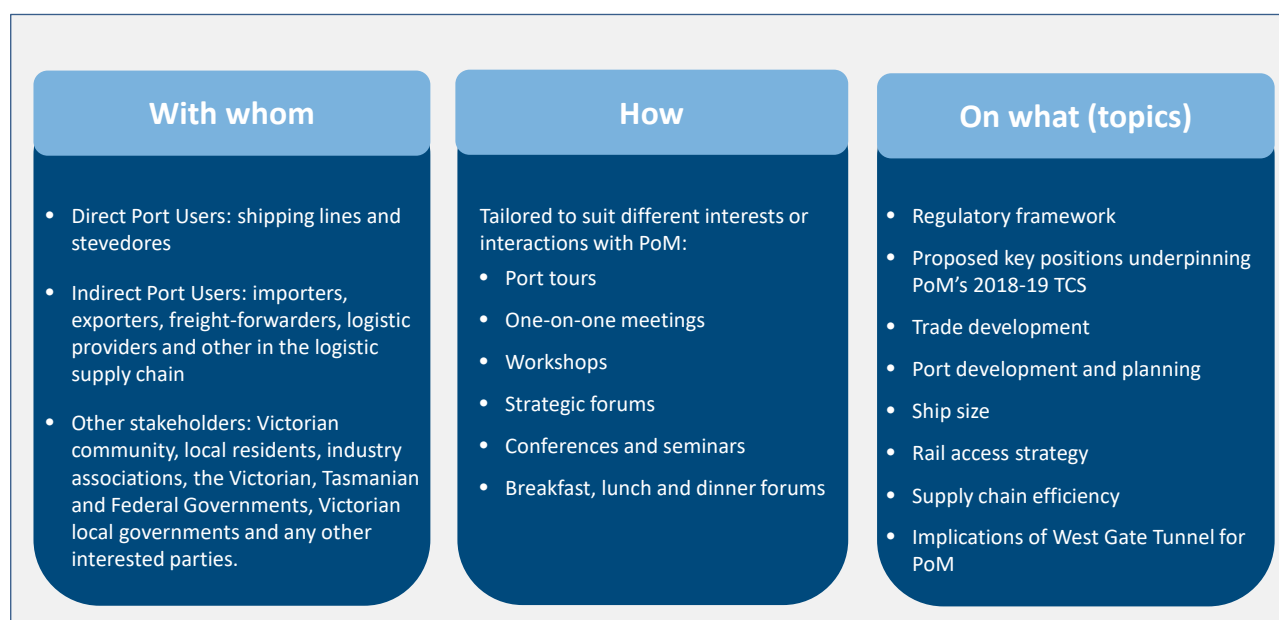 With whom
• Direct Port Users: shipping lines and
stevedores
• Indirect Port Users: importers,
exporters, freight-forwarders, logistic
providers and other in the logistic
supply chain
• Other stakeholders: Victorian
community, local residents, industry
associations, the Victorian, Tasmanian
and Federal Governments, Victorian
local governments and any other
interested parties.
How
Tailored to suit different interests or
interactions with PoM:
• Port tours
• One-on-one meetings
• Workshops
• Strategic forums
• Conferences and seminars
• Breakfast, lunch and dinner forums
On what (topics)
• Regulatory framework
• Proposed key positions underpinning
PoM’s 2018-19 TCS
• Trade development
• Port development and planning
• Ship size
• Rail access strategy
• Supply chain efficiency
• Implications of West Gate Tunnel for
PoM